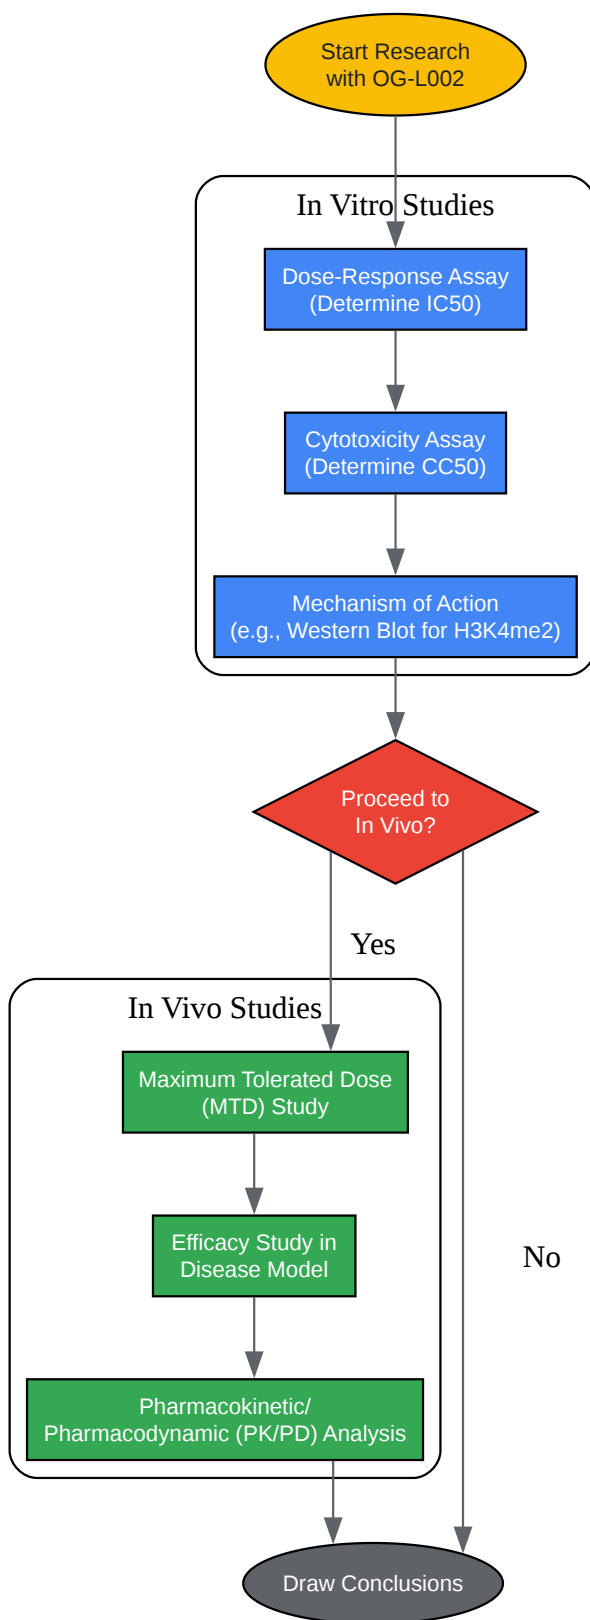 Start Research
with OG-L002
In Vitro Studies
Dose-Response Assay
(Determine IC50)
Cytotoxicity Assay
(Determine CC50)
Mechanism of Action
(e.g., Western Blot for H3K4me2)
Proceed to
In Vivo?
Yes
In Vivo Studies
Maximum Tolerated Dose
(MTD) Study
Efficacy Study in
Disease Model
No
Pharmacokinetic/
Pharmacodynamic (PK/PD) Analysis
Draw Conclusions